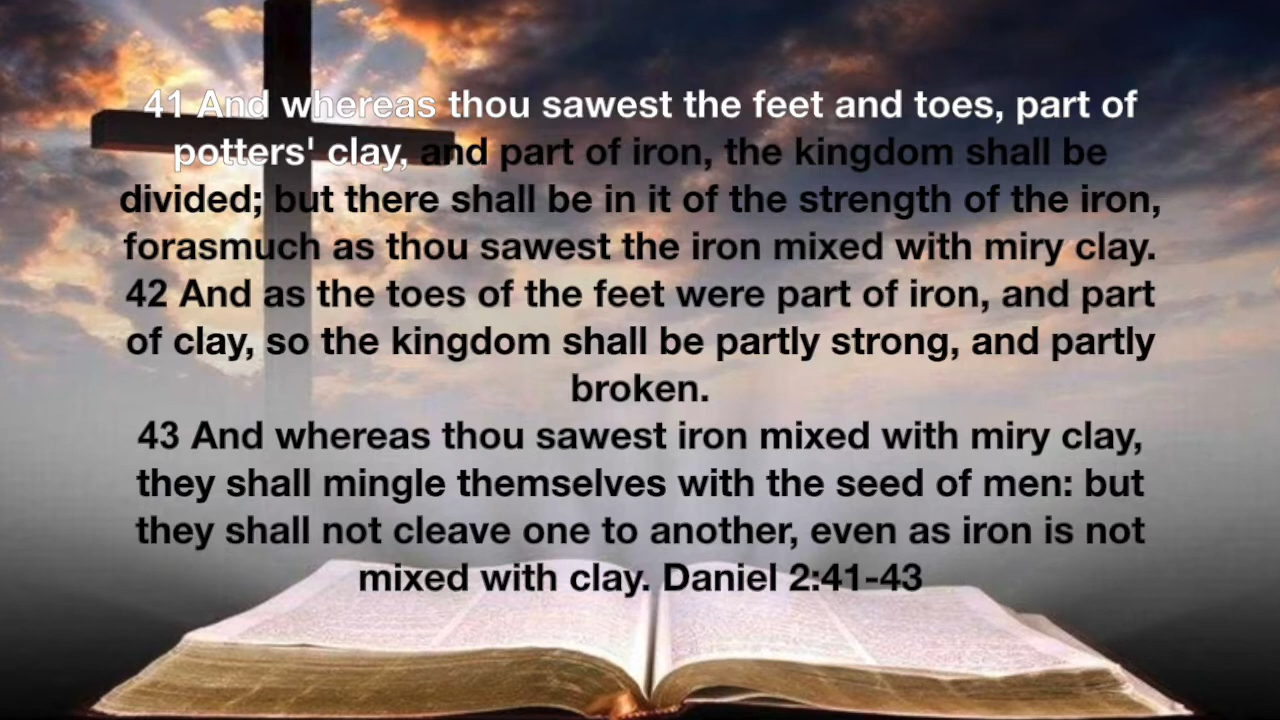 41 And whereas thou sawest the feet and toes, part of
potters' clay, and part of iron, the kingdom shall be
divided; but there shall be in it of the strength of the iron,
forasmuch as thou sawest the iron mixed with miry clay.
42 And as the toes of the feet were part of iron, and part
of clay, so the kingdom shall be partly strong, and partly
broken.
43 And whereas thou sawest iron mixed with miry clay,
they shall mingle themselves with the seed of men: but
they shall not cleave one to another, even as iron is not
mixed with clay. Daniel 2:41-43